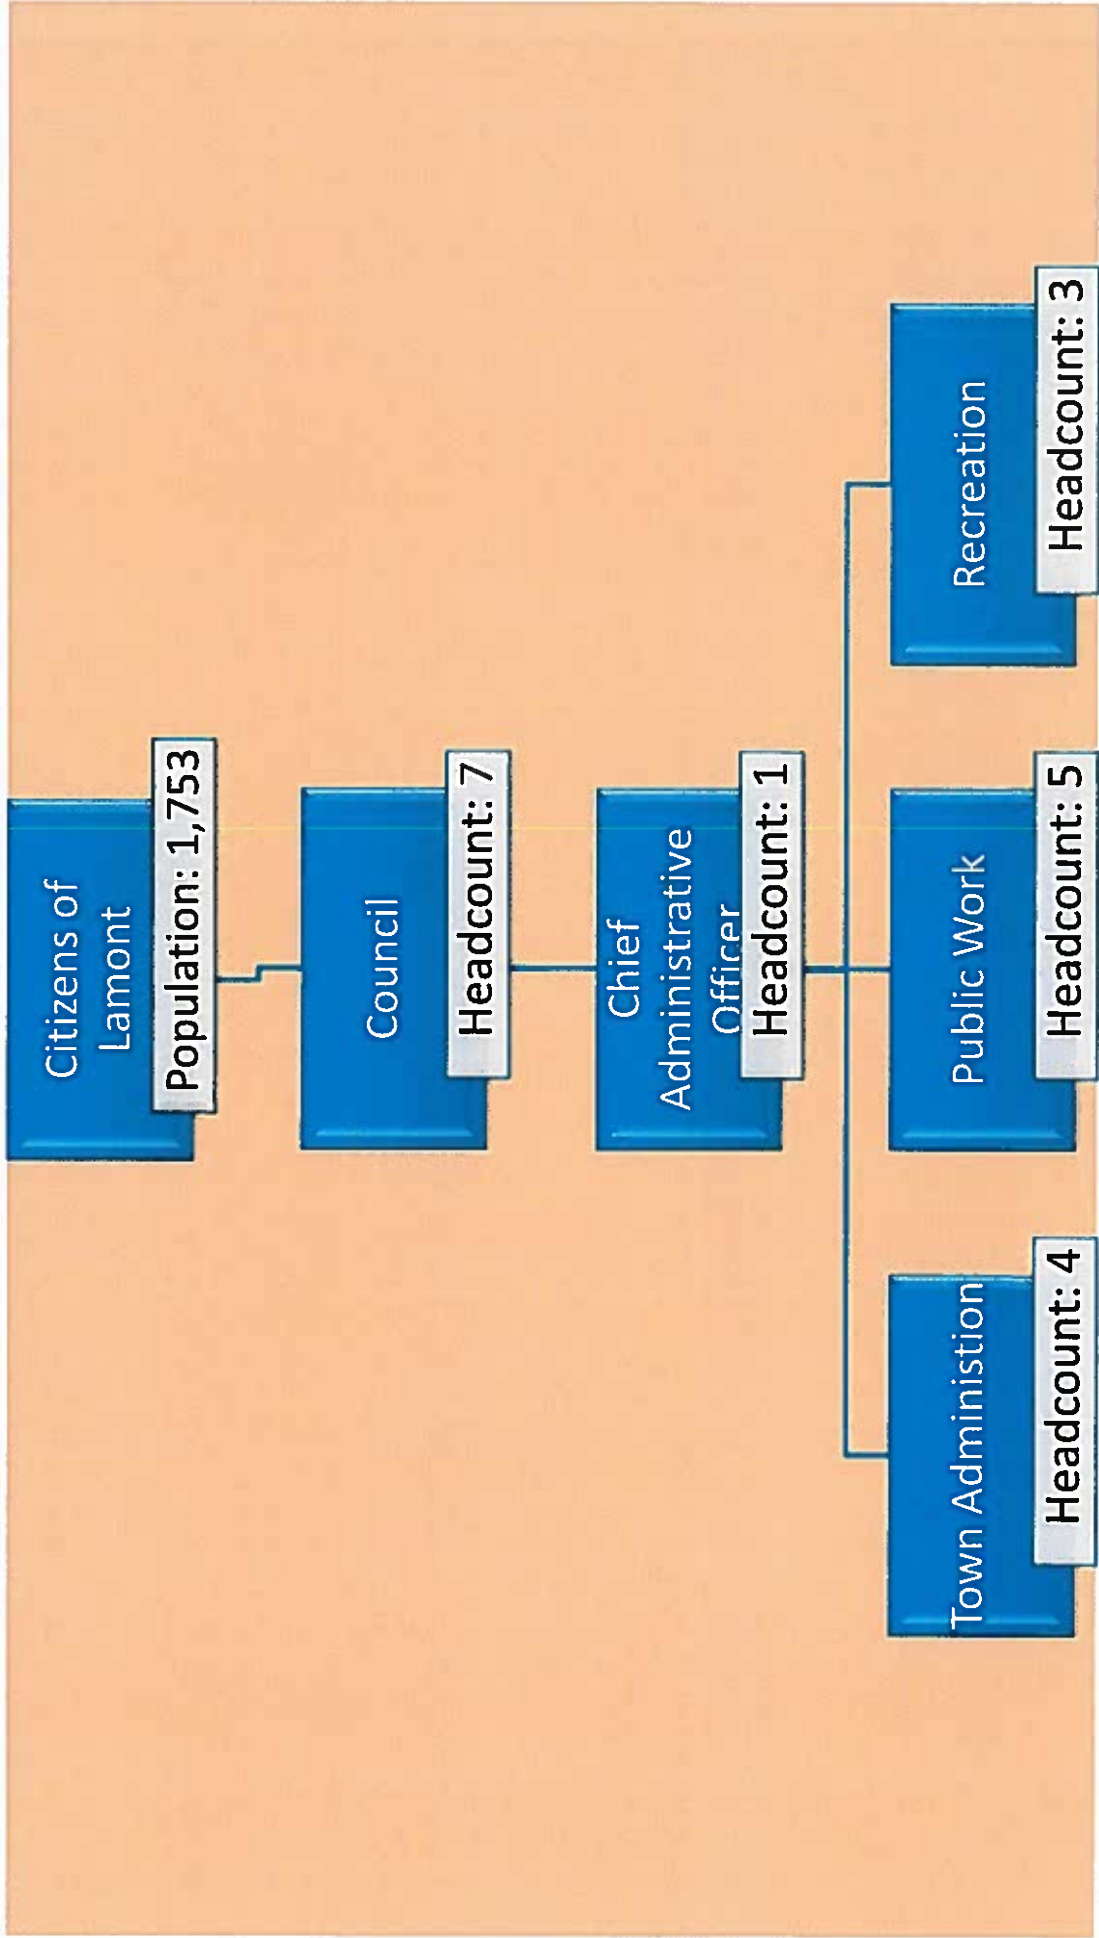 Citizens of
Lamont
Population: 1,753
Council
Headcount: 7
Chief
Administrative
Officer
Headcount: 1
Town Administion
Headcount: 4
Public Work
Headcount: 5
Recreation
Headcount: 3